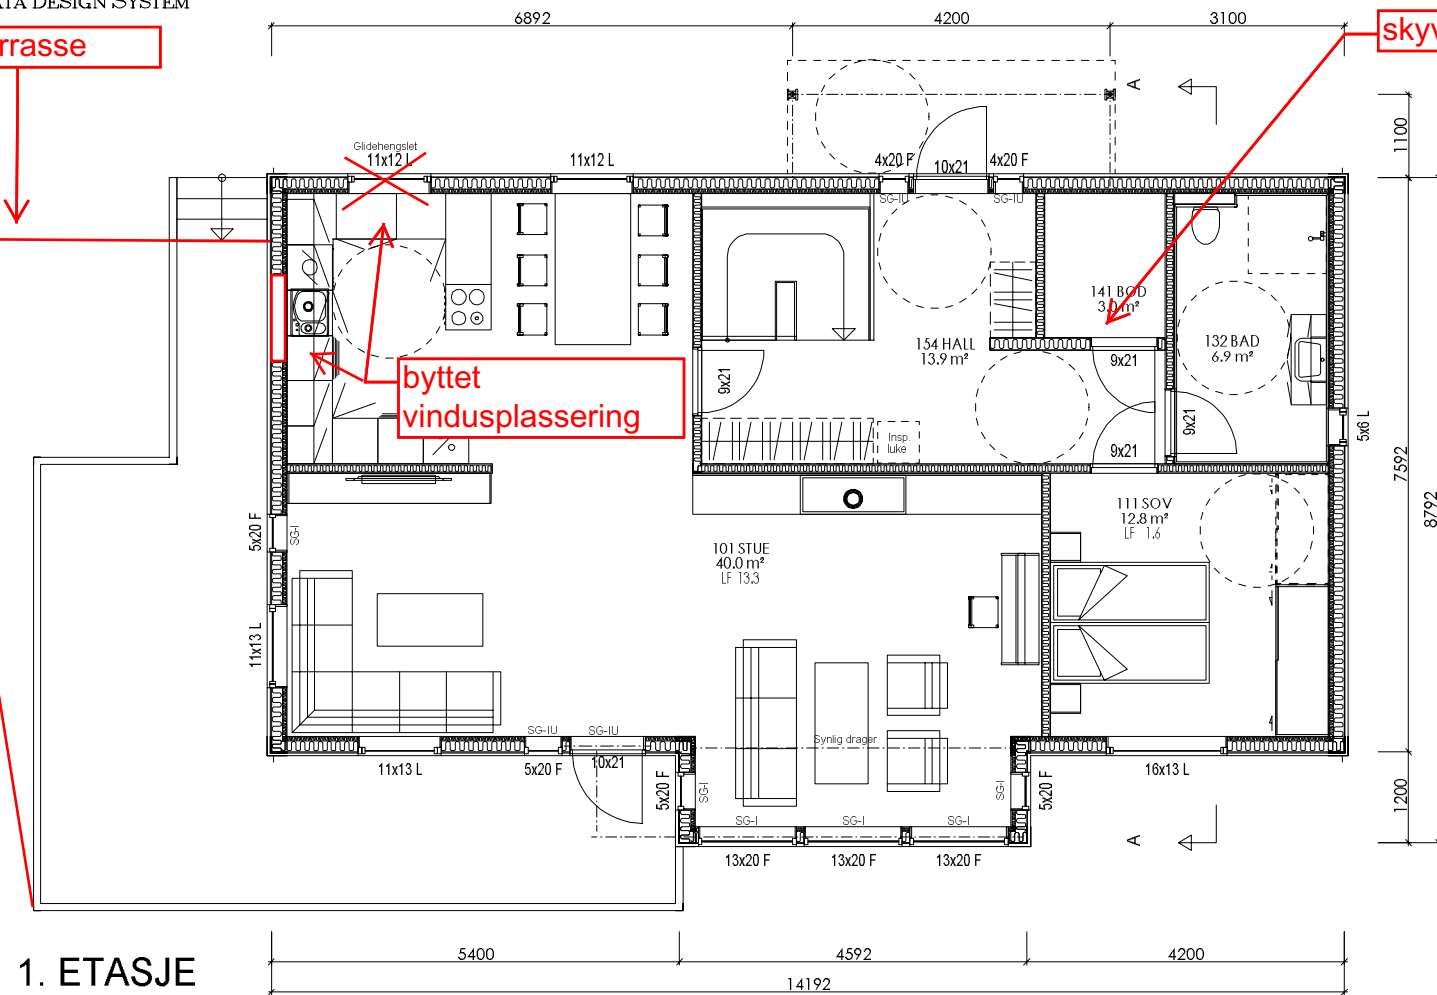 DATA DESIGN SYSTEM
6892
4200
3100
rrasse
skyv
A
1100
Glidehengslet
11x12 L
11x12 L
4x20 F
10x21
4x20 F
SG-IU
SG-IU
141 BOD
3.0 m²
154 HALL
13.9 m²
132 BAD
6.9 m²
9x21
9x21
byttet
vindusplassering
9x21
9x21
9x21
Insp.
luke
5x6 L
7592
8792
5x20 F
SG-I
101 STUE
40.0 m²
LF 13.3
111 SOV
12.8 m²
LF 1.6
11x13 L
SG-IU
SG-IU
Synlig drager
11x13 L
5x20 F
10x21
5x20 F
SG-I
SG-I
5x20 F
16x13 L
SG-I
SG-I
SG-I
1200
A
13x20 F
13x20 F
13x20 F
5400
4592
4200
1. ETASJE
14192